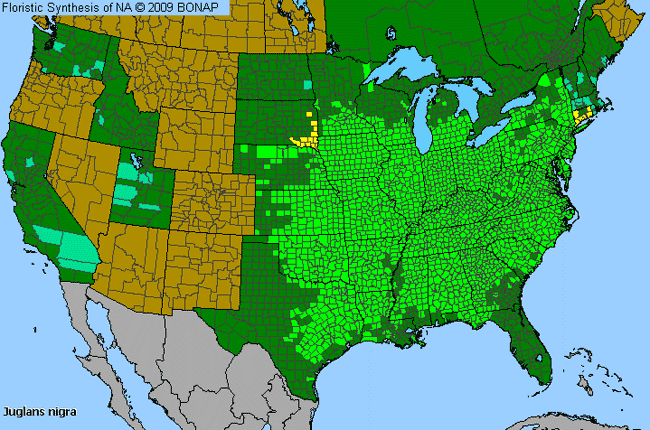 Floristic Synthesis of NA © 2009 BONAP
Juglans nigra